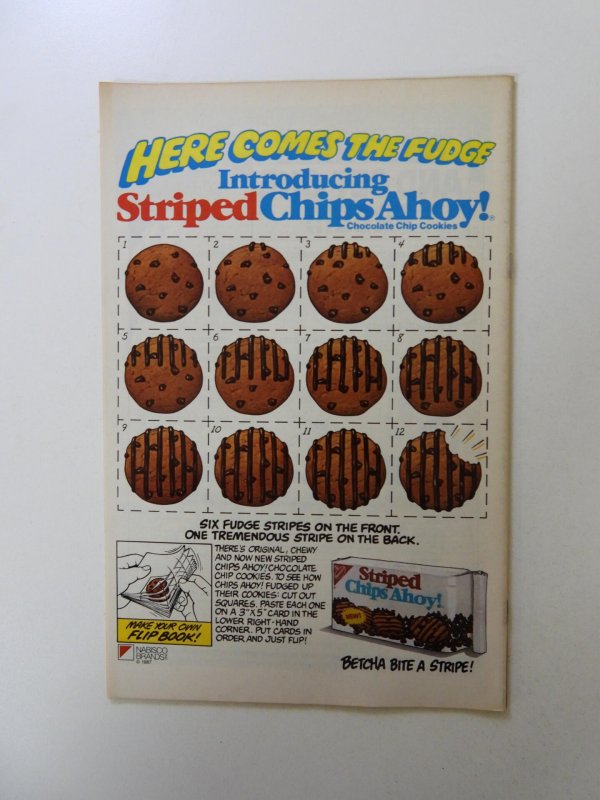 HERE COMES THE FUDGE
Introducing
Striped Chips Ahoy!®
Chocolate Chip Cookies
1 2 3 4
5 6 7 8
9 10 11 12
SIX FUDGE STRIPES ON THE FRONT.
ONE TREMENDOUS STRIPE ON THE BACK.
THERE'S ORIGINAL, CHEWY
AND NOW NEW STRIPED
CHIPS AHOY! CHOCOLATE
CHIP COOKIES. TO SEE HOW
CHIPS AHOY! FUDGED UP
THEIR COOKIES: CUT OUT
SQUARES. PASTE EACH ONE
ON A 3"X 5" CARD IN THE
LOWER RIGHT-HAND
CORNER. PUT CARDS IN
ORDER AND JUST FLIP!
MAKE YOUR OWN
FLIP BOOK!
NABISCO
BRANDS
© 1987
Striped
Chips Ahoy!
NEW!
BETCHA BITE A STRIPE!